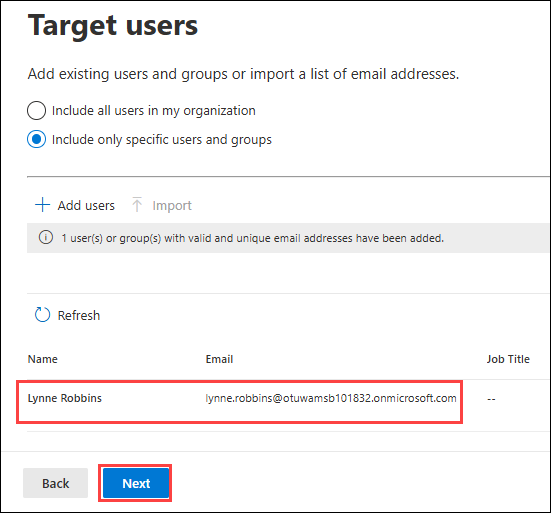 Target users
Add existing users and groups or import a list of email addresses.
Include all users in my organization
Include only specific users and groups
Add users Import
1 user(s) or group(s) with valid and unique email addresses have been added.
Refresh
Name Email Job Title
Lynne Robbins lynne.robbins@otuwamsb101832.onmicrosoft.com --
Back Next